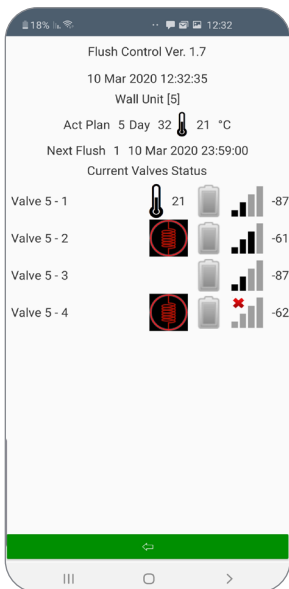 18% 12:32
Flush Control Ver. 1.7
10 Mar 2020 12:32:35
Wall Unit [5]
Act Plan 5 Day 32 21 °C
Next Flush 1 10 Mar 2020 23:59:00
Current Valves Status
Valve 5 - 1 21 -87
Valve 5 - 2 -61
Valve 5 - 3 -87
Valve 5 - 4 -62